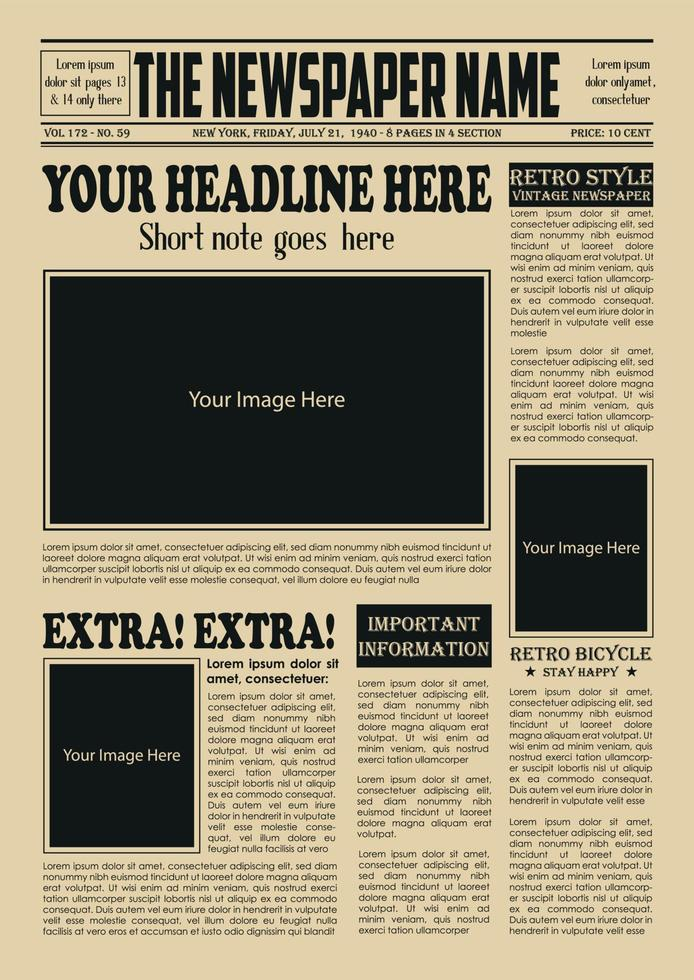 Lorem ipsum
dolor sit pages 13
& 14 only there
THE NEWSPAPER NAME
Lorem ipsum
dolor onlyamet,
consectetuer
VOL 172 - NO. 59
NEW YORK, FRIDAY, JULY 21, 1940 - 8 PAGES IN 4 SECTION
PRICE: 10 CENT
YOUR HEADLINE HERE
Short note goes here
Your Image Here
Lorem ipsum dolor sit amet, consectetuer adipiscing elit, sed diam nonummy nibh euismod tincidunt ut
laoreet dolore magna aliquam erat volutpat. Ut wisi enim ad minim veniam, quis nostrud exerci tation
ullamcorper suscipit lobortis nisl ut aliquip ex ea commodo consequat. Duis autem vel eum iriure dolor
in hendrerit in vulputate velit esse molestie consequat, vel illum dolore eu feugiat nulla
EXTRA! EXTRA!
Your Image Here
Lorem ipsum dolor sit
amet, consectetuer:
Lorem ipsum dolor sit amet,
consectetuer adipiscing elit,
sed diam nonummy nibh
euismod tincidunt ut laoreet
dolore magna aliquam erat
volutpat. Ut wisi enim ad
minim veniam, quis nostrud
exerci tation ullamcorper
suscipit lobortis nisl ut aliquip
ex ea commodo consequat.
Duis autem vel eum iriure
dolor in hendrerit in vulputate
velit esse molestie conse-
quat, vel illum dolore eu
feugiat nulla facilisis at vero
Lorem ipsum dolor sit amet, consectetuer adipiscing elit, sed
diam nonummy nibh euismod tincidunt ut laoreet dolore
magna aliquam erat volutpat. Ut wisi enim ad minim veniam,
quis nostrud exerci tation ullamcorper suscipit lobortis nisl ut
aliquip ex ea commodo consequat. Duis autem vel eum
iriure dolor in hendrerit in vulputate velit esse molestie
facilisis at vero eros et accumsan et iusto odio dignissim qui blandit
IMPORTANT
INFORMATION
Lorem ipsum dolor sit amet,
consectetuer adipiscing elit,
sed diam nonummy nibh
euismod tincidunt ut laoreet
dolore magna aliquam erat
volutpat. Ut wisi enim ad
minim veniam, quis nostrud
exerci tation ullamcorper
Lorem ipsum dolor sit amet,
consectetuer adipiscing elit,
sed diam nonummy nibh
euismod tincidunt ut laoreet
dolore magna aliquam erat
volutpat.
Lorem ipsum dolor sit amet,
consectetuer adipiscing elit,
sed diam nonummy nibh
euismod tincidunt ut laoreet
dolore magna aliquam erat
volutpat. Ut wisi enim ad
minim veniam, quis nostrud
exerci tation ullamcorper
RETRO STYLE
VINTAGE NEWSPAPER
Lorem ipsum dolor sit amet,
consectetuer adipiscing elit, sed
diam nonummy nibh euismod
tincidunt ut laoreet dolore
magna aliquam erat volutpat. Ut
wisi enim ad minim veniam, quis
nostrud exerci tation ullamcorp-
er suscipit lobortis nisl ut aliquip
ex ea commodo consequat.
Duis autem vel eum iriure dolor in
hendrerit in vulputate velit esse
molestie
Lorem ipsum dolor sit amet,
consectetuer adipiscing elit, sed
diam nonummy nibh euismod
tincidunt ut laoreet dolore
magna aliquam erat volutpat. Ut
wisi enim ad minim veniam, quis
nostrud exerci tation ullamcorp-
er suscipit lobortis nisl ut aliquip
ex ea commodo consequat.
Your Image Here
RETRO BICYCLE
★ STAY HAPPY ★
Lorem ipsum dolor sit amet,
consectetuer adipiscing elit, sed
diam nonummy nibh euismod
tincidunt ut laoreet dolore
magna aliquam erat volutpat. Ut
wisi enim ad minim veniam, quis
nostrud exerci tation ullamcorp-
er suscipit lobortis nisl ut aliquip
ex ea commodo consequat.
Duis autem vel eum iriure dolor in
hendrerit in vulputate velit esse
Lorem ipsum dolor sit amet,
consectetuer adipiscing elit, sed
diam nonummy nibh euismod
tincidunt ut laoreet dolore
magna aliquam erat volutpat. Ut
wisi enim ad minim veniam, quis
nostrud exerci tation ullamcorp-
er suscipit lobortis nisl ut aliquip
ex ea commodo consequat.
Duis autem vel eum iriure dolor in
hendrerit in vulputate velit esse